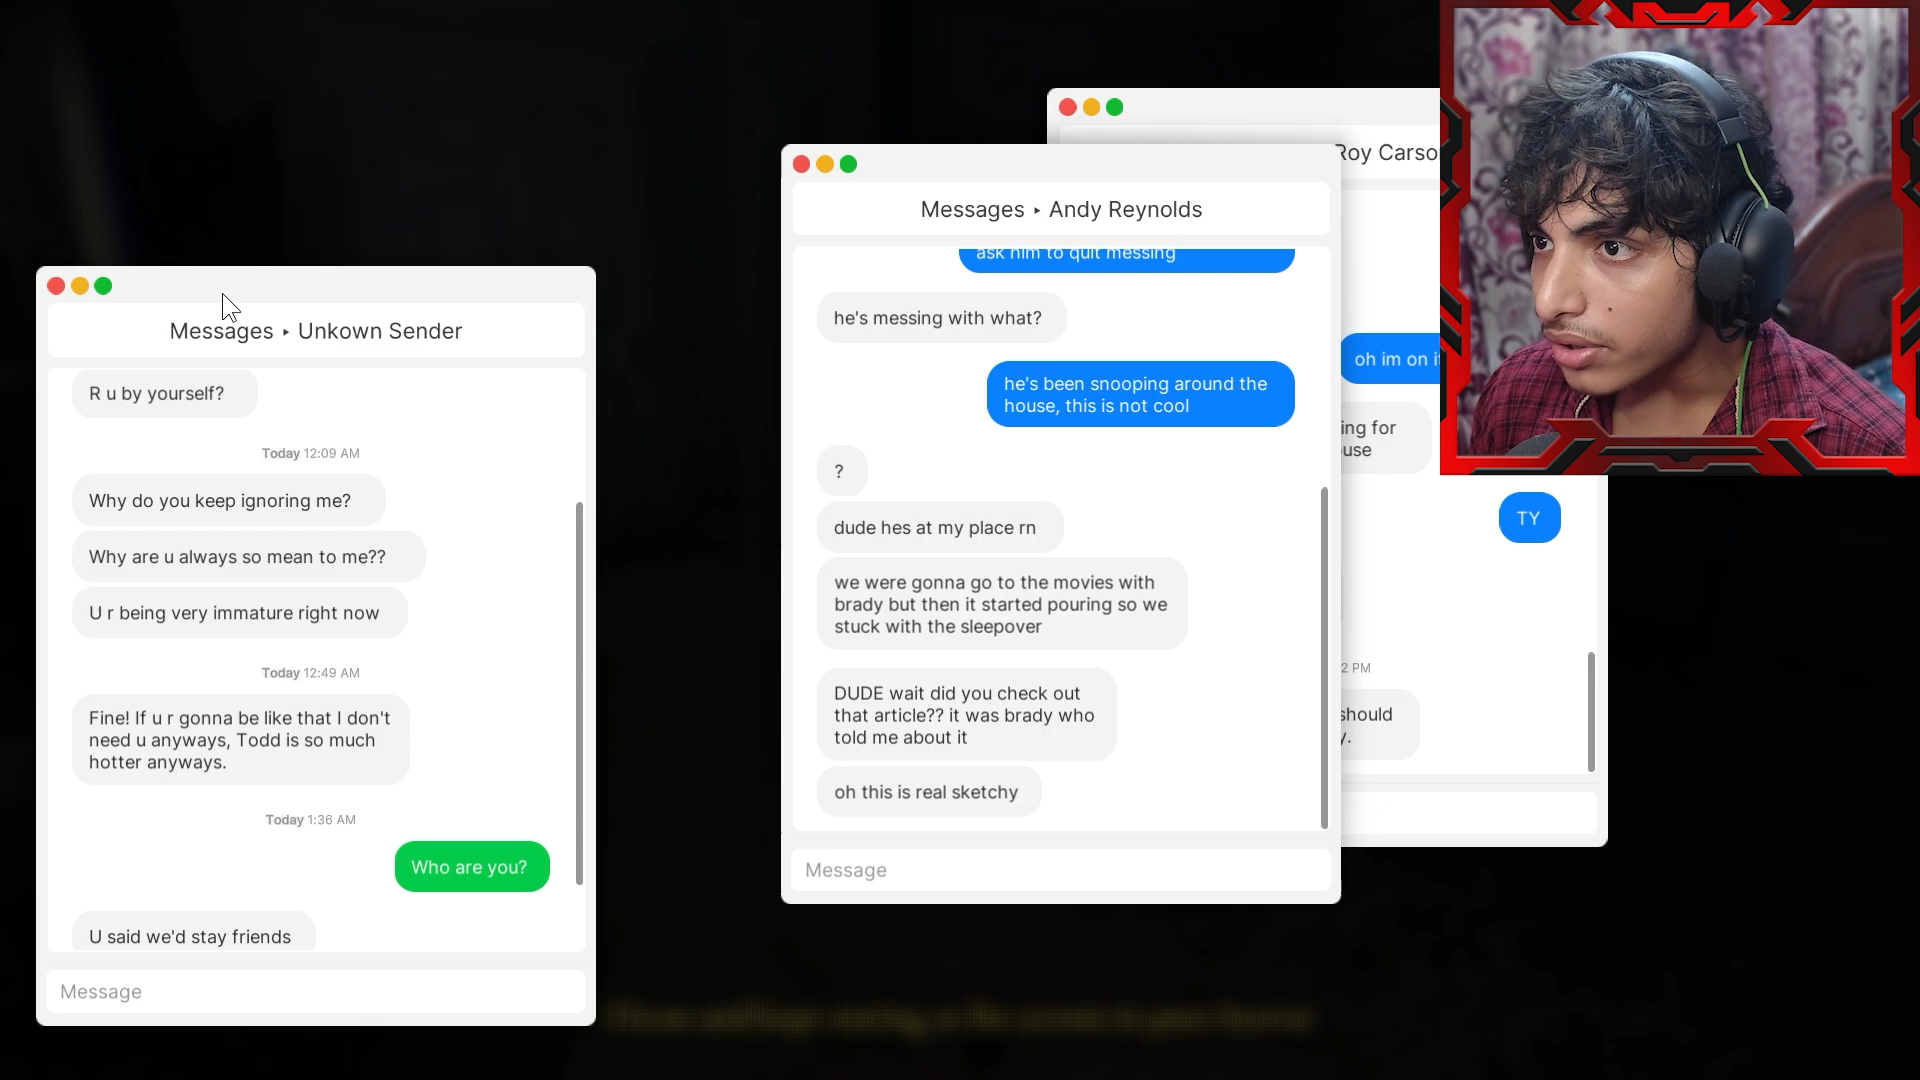 Messages ▸ Unkown Sender
R u by yourself?
Today 12:09 AM
Why do you keep ignoring me?
Why are u always so mean to me??
U r being very immature right now
Today 12:49 AM
Fine! If u r gonna be like that I don't
need u anyways, Todd is so much
hotter anyways.
Today 1:36 AM
Who are you?
U said we'd stay friends
Message
Messages ▸ Andy Reynolds
ask him to quit messing
he's messing with what?
he's been snooping around the
house, this is not cool
?
dude hes at my place rn
we were gonna go to the movies with
brady but then it started pouring so we
stuck with the sleepover
DUDE wait did you check out
that article?? it was brady who
told me about it
oh this is real sketchy
Message
Roy Carso
oh im on
ing for
use
TY
2 PM
should
y.